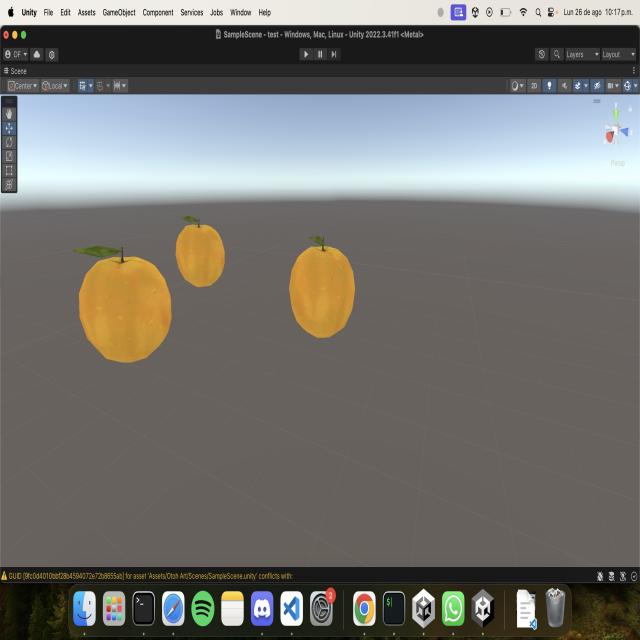 Unity File Edit Assets GameObject Component Services Jobs Window Help Lun 26 de ago 10:17 p.m.
SampleScene - test - Windows, Mac, Linux - Unity 2022.3.41f1 <Metal>
DF Layers Layout
Scene
Center Local 2D
Persp
GUID [9fc0d4010bbf28b4594072e72b8655ab] for asset 'Assets/Otoh Art/Scenes/SampleScene.unity' conflicts with:
2